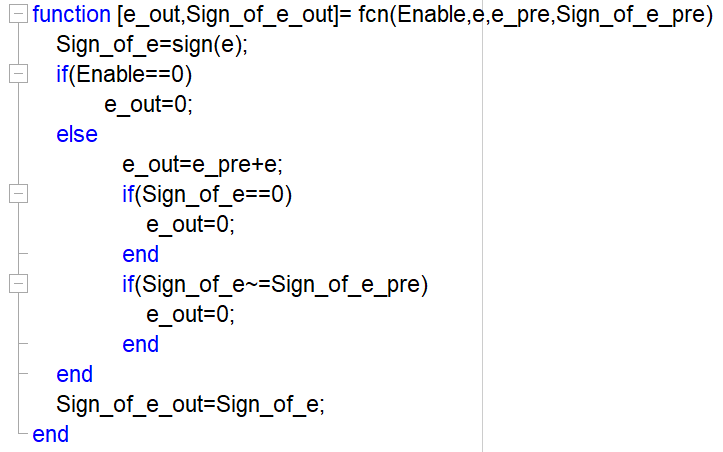 function [e_out,Sign_of_e_out]= fcn(Enable,e,e_pre,Sign_of_e_pre)
Sign_of_e=sign(e);
if(Enable==0)
e_out=0;
else
e_out=e_pre+e;
if(Sign_of_e==0)
e_out=0;
end
if(Sign_of_e~=Sign_of_e_pre)
e_out=0;
end
end
Sign_of_e_out=Sign_of_e;
end